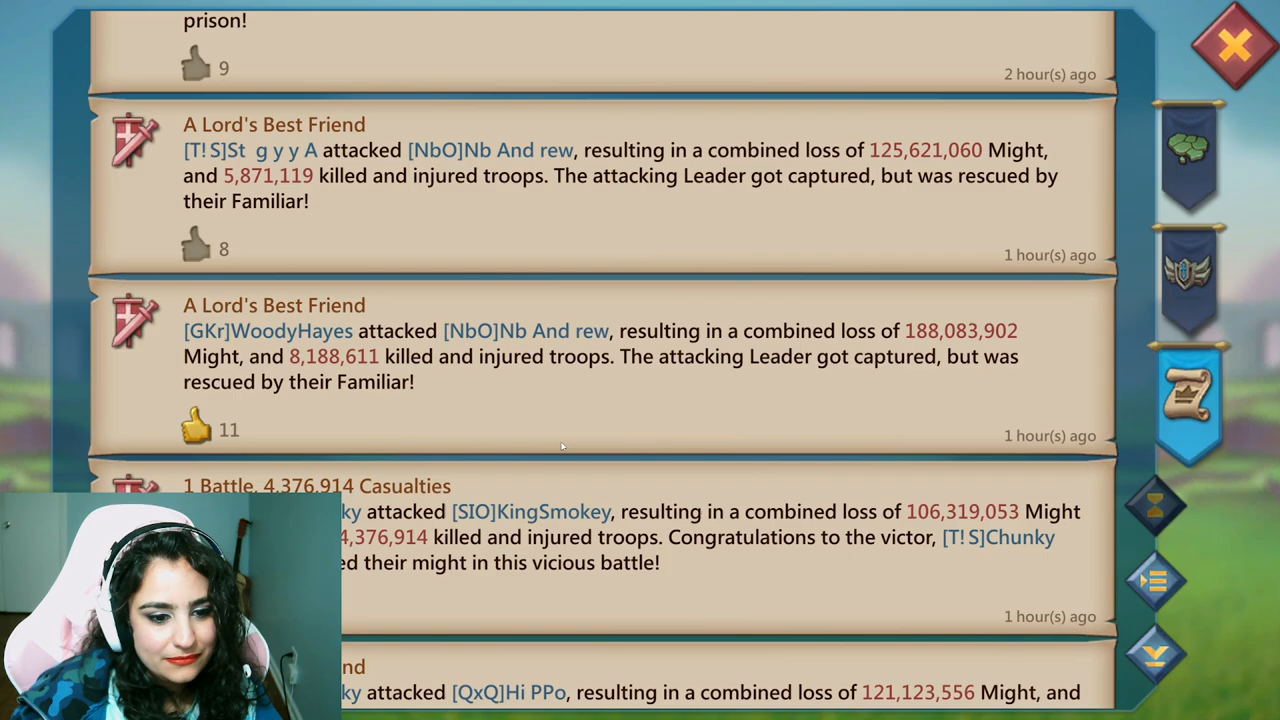 prison!
9
2 hour(s) ago
A Lord's Best Friend
[T! S]St g y y A attacked [NbO]Nb And rew, resulting in a combined loss of 125,621,060 Might,
and 5,871,119 killed and injured troops. The attacking Leader got captured, but was rescued by
their Familiar!
8
1 hour(s) ago
A Lord's Best Friend
[GKr]WoodyHayes attacked [NbO]Nb And rew, resulting in a combined loss of 188,083,902
Might, and 8,188,611 killed and injured troops. The attacking Leader got captured, but was
rescued by their Familiar!
11
1 hour(s) ago
1 Battle, 4,376,914 Casualties
ky attacked [SIO]KingSmokey, resulting in a combined loss of 106,319,053 Might
4,376,914 killed and injured troops. Congratulations to the victor, [T! S]Chunky
ed their might in this vicious battle!
1 hour(s) ago
nd
ky attacked [QxQ]Hi PPo, resulting in a combined loss of 121,123,556 Might, and